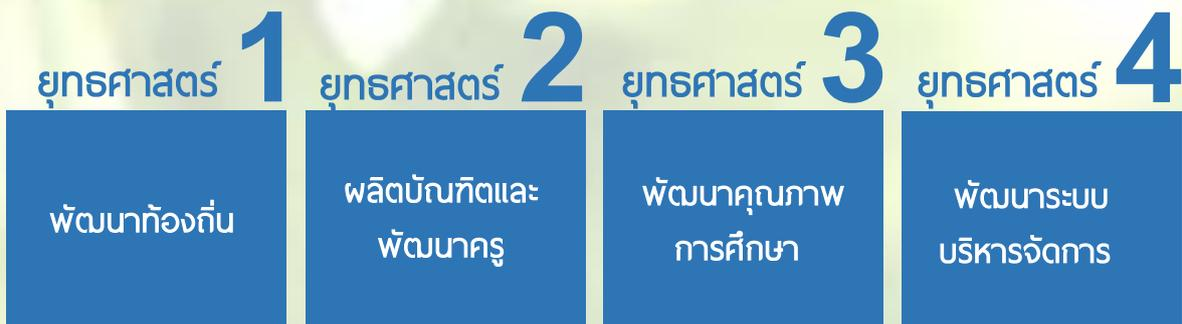 ยุทธศาสตร์ 1
พัฒนาท้องถิ่น
ยุทธศาสตร์ 2
ผลิตบัณฑิตและ
พัฒนาครู
ยุทธศาสตร์ 3
พัฒนาคุณภาพ
การศึกษา
ยุทธศาสตร์ 4
พัฒนาระบบ
บริหารจัดการ